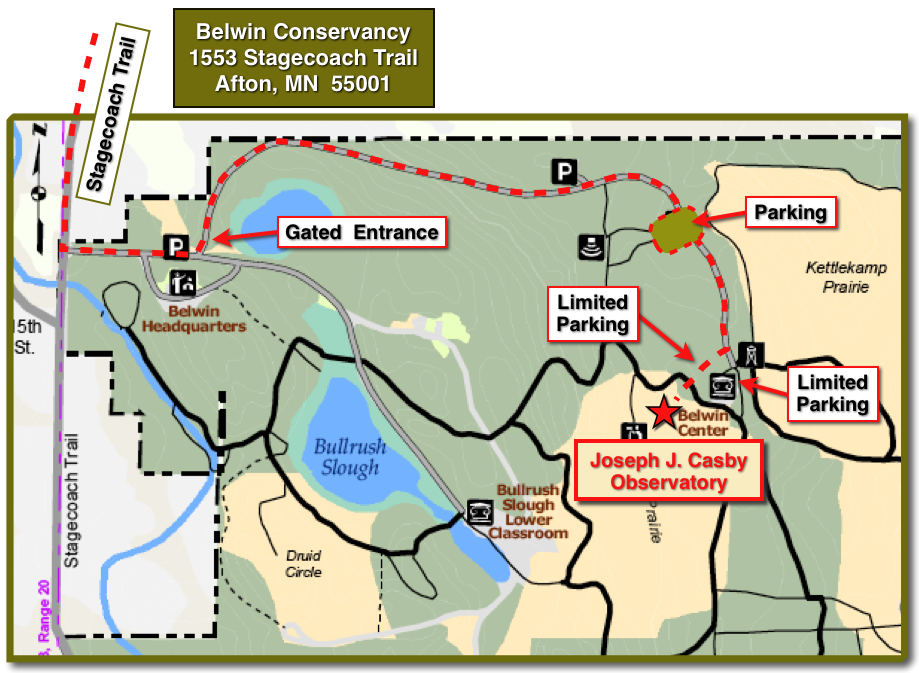 Belwin Conservancy
1553 Stagecoach Trail
Afton, MN 55001
Stagecoach Trail
N
P
P
Parking
Gated Entrance
Kettlekamp
Prairie
Belwin
Headquarters
Limited
Parking
15th
St.
Limited
Parking
Belwin
Center
Joseph J. Casby
Observatory
Bullrush
Slough
Stagecoach Trail
Bullrush
Slough
Lower
Classroom
Prairie
Druid
Circle
Range 20